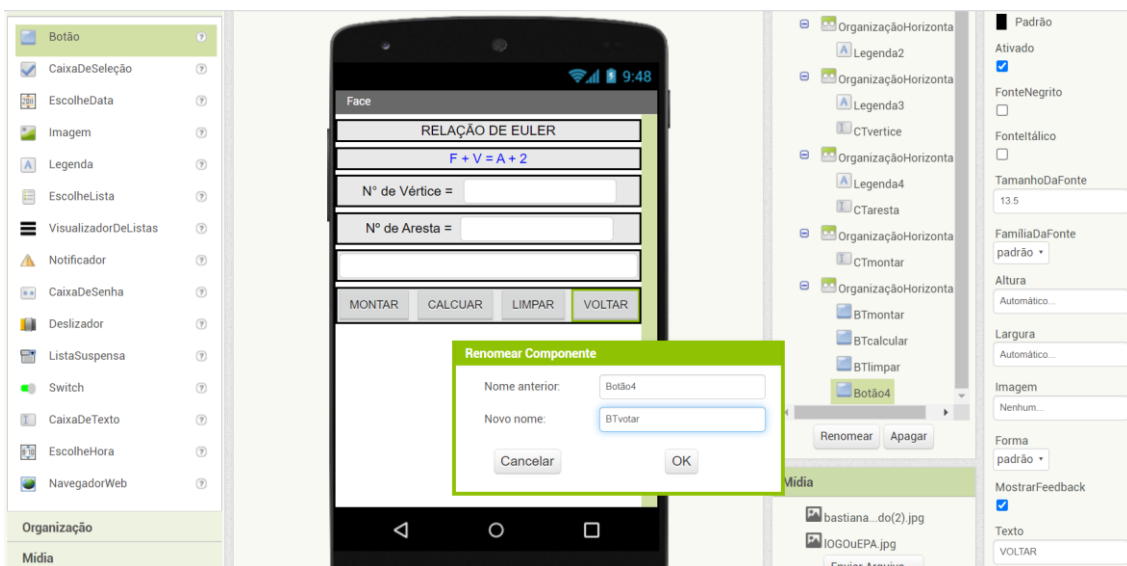 Botão
CaixaDeSeleção
EscolheData
Imagem
Legenda
EscolheLista
VisualizadorDeListas
Notificador
CaixaDeSenha
Deslizador
ListaSuspensa
Switch
CaixaDeTexto
EscolheHora
NavegadorWeb
Organização
Mídia
9:48
Face
RELAÇÃO DE EULER
F + V = A + 2
N° de Vértice =
Nº de Aresta =
MONTAR CALCUAR LIMPAR VOLTAR
Renomear Componente
Nome anterior: Botão4
Novo nome: BTvotar
Cancelar OK
OrganizaçãoHorizonta
Legenda2
OrganizaçãoHorizonta
Legenda3
CTvertice
OrganizaçãoHorizonta
Legenda4
CTaresta
OrganizaçãoHorizonta
CTmontar
OrganizaçãoHorizonta
BTmontar
BTcalcular
BTlimpar
Botão4
Renomear Apagar
Mídia
bastiana...do(2).jpg
lOGOuEPA.jpg
Enviar Arquivo...
Padrão
Ativado
FonteNegrito
FonteItálico
TamanhoDaFonte
13.5
FamíliaDaFonte
padrão
Altura
Automático...
Largura
Automático...
Imagem
Nenhum...
Forma
padrão
MostrarFeedback
Texto
VOLTAR